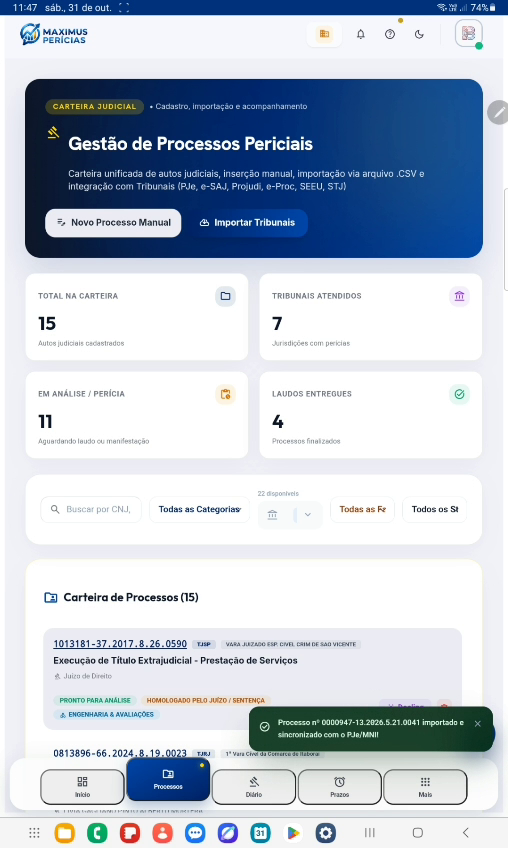 11:47 sáb., 31 de out.
74%
MAXIMUS
PERÍCIAS
CARTEIRA JUDICIAL • Cadastro, importação e acompanhamento
Gestão de Processos Periciais
Carteira unificada de autos judiciais, inserção manual, importação via arquivo .CSV e
integração com Tribunais (PJe, e-SAJ, Projudi, e-Proc, SEEU, STJ)
Novo Processo Manual
Importar Tribunais
TOTAL NA CARTEIRA
15
Autos judiciais cadastrados
TRIBUNAIS ATENDIDOS
7
Jurisdições com perícias
EM ANÁLISE / PERÍCIA
11
Aguardando laudo ou manifestação
LAUDOS ENTREGUES
4
Processos finalizados
22 disponíveis
Buscar por CNJ,
Todas as Categorias
Todas as Fa
Todos os St
Carteira de Processos (15)
1013181-37.2017.8.26.0590 TJSP VARA JUIZADO ESP. CIVEL CRIM DE SAO VICENTE
Execução de Título Extrajudicial - Prestação de Serviços
Juízo de Direito
PRONTO PARA ANÁLISE HOMOLOGADO PELO JUÍZO / SENTENÇA
ENGENHARIA & AVALIAÇÕES
Processo nº 0000947-13.2026.5.21.0041 importado e
sincronizado com o PJe/MNI!
0813896-66.2024.8.19.0023 TJRJ 1ª Vara Cível da Comarca de Itaboraí
Início
Processos
Diário
Prazos
Mais
31